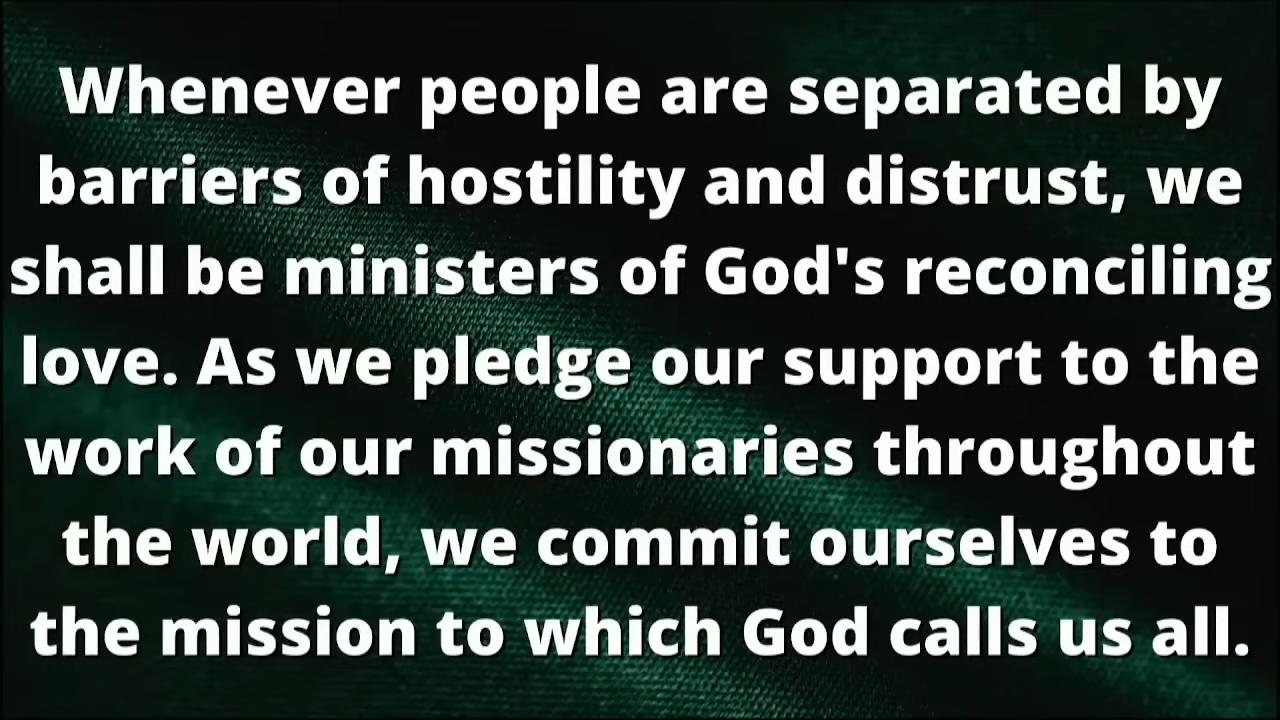 Whenever people are separated by
barriers of hostility and distrust, we
shall be ministers of God's reconciling
love. As we pledge our support to the
work of our missionaries throughout
the world, we commit ourselves to
the mission to which God calls us all.